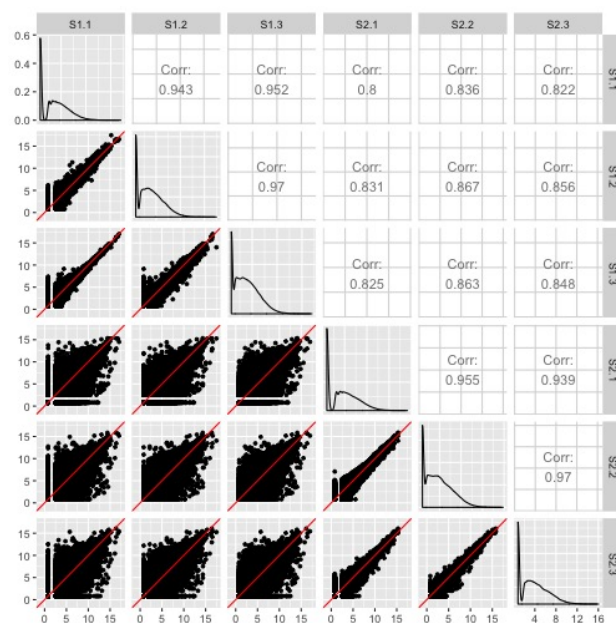 S1.1 S1.2 S1.3 S2.1 S2.2 S2.3
0.6
0.4
0.2
0.0
Corr:
0.943
Corr:
0.952
Corr:
0.8
Corr:
0.836
Corr:
0.822
S1.1
15
10
5
0
Corr:
0.97
Corr:
0.831
Corr:
0.867
Corr:
0.856
S1.2
15
10
5
0
Corr:
0.825
Corr:
0.863
Corr:
0.848
S1.3
15
10
5
0
Corr:
0.955
Corr:
0.939
S2.1
15
10
5
0
Corr:
0.97
S2.2
15
10
5
0
S2.3
0 5 10 15 0 5 10 15 0 5 10 15 0 5 10 15 0 5 10 15 4 8 12 16